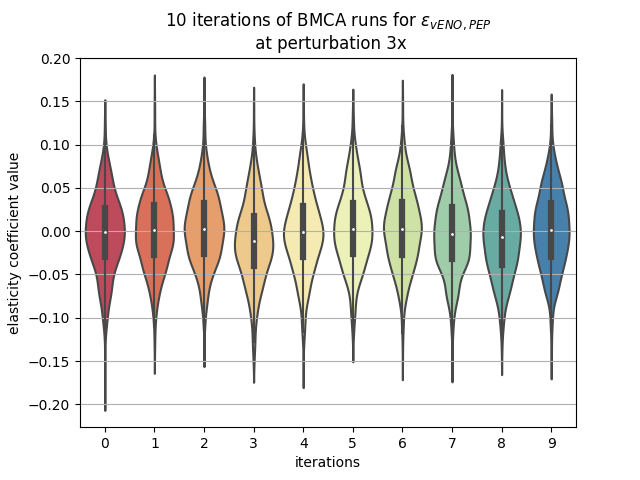 10 iterations of BMCA runs for ε_{vENO, PEP}
at perturbation 3x
elasticity coefficient value
0.20
0.15
0.10
0.05
0.00
−0.05
−0.10
−0.15
−0.20
0 1 2 3 4 5 6 7 8 9
iterations